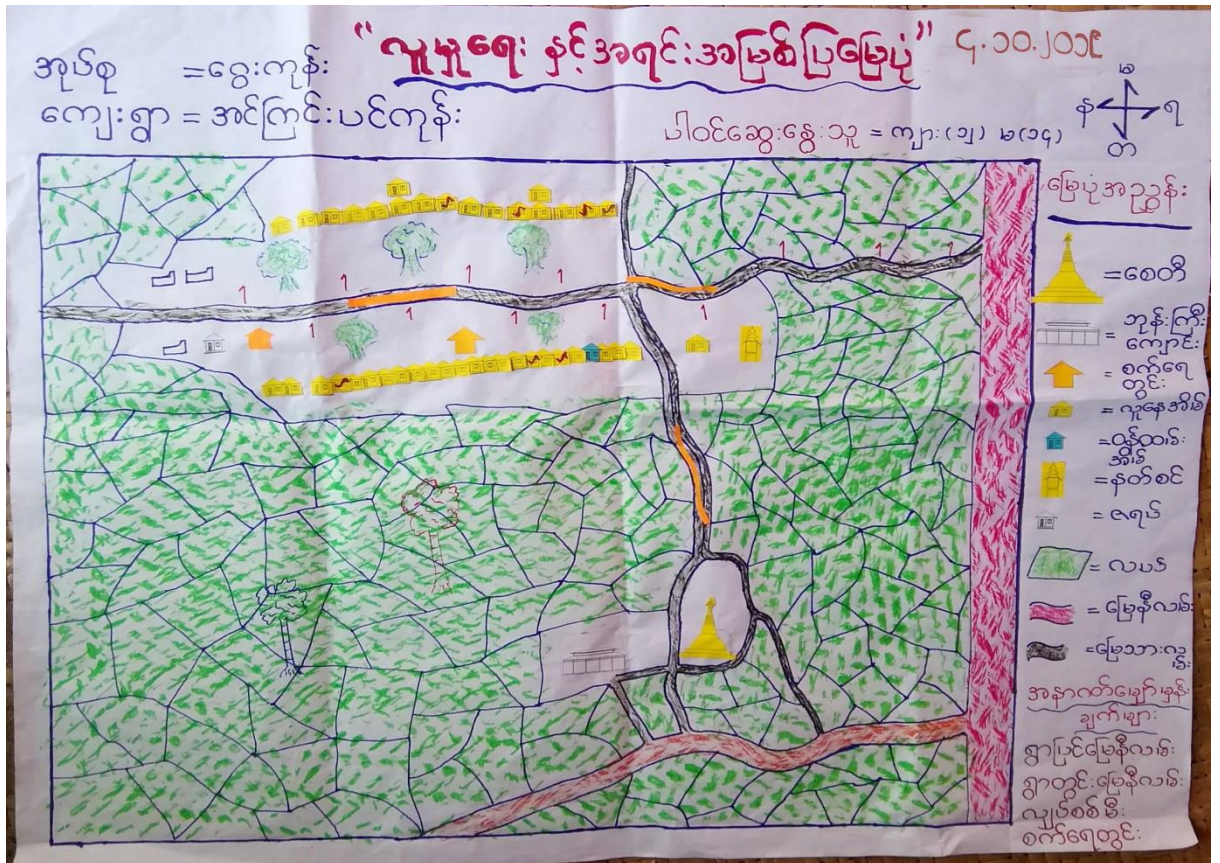 "လူမှုရေး နှင့်အရင်းအမြစ်ပြမြေပုံ" ၄.၁၀.၂၀၁၉
အုပ်စု = ငွေးကုန်း
ကျေးရွာ = အင်ကြင်းပင်ကုန်း
ပါဝင်ဆွေးနွေးသူ = ကျား(၁၂) မ(၁၄)
မ
န ရ
တ
မြေပုံအညွှန်း
= စေတီ
= ဘုန်းကြီးကျောင်း
= စက်ရေတွင်း
= လူနေအိမ်
= ဝန်ထမ်းအိမ်
= နတ်စင်
= ဇရပ်
= လယ်
= မြေနီလမ်း
= မြေသားလမ်း
အနာဂတ်မျှော်မှန်း
ချက်များ
ရွာပြင်မြေနီလမ်း
ရွာတွင်းမြေနီလမ်း
လျှပ်စစ်မီး
စက်ရေတွင်း